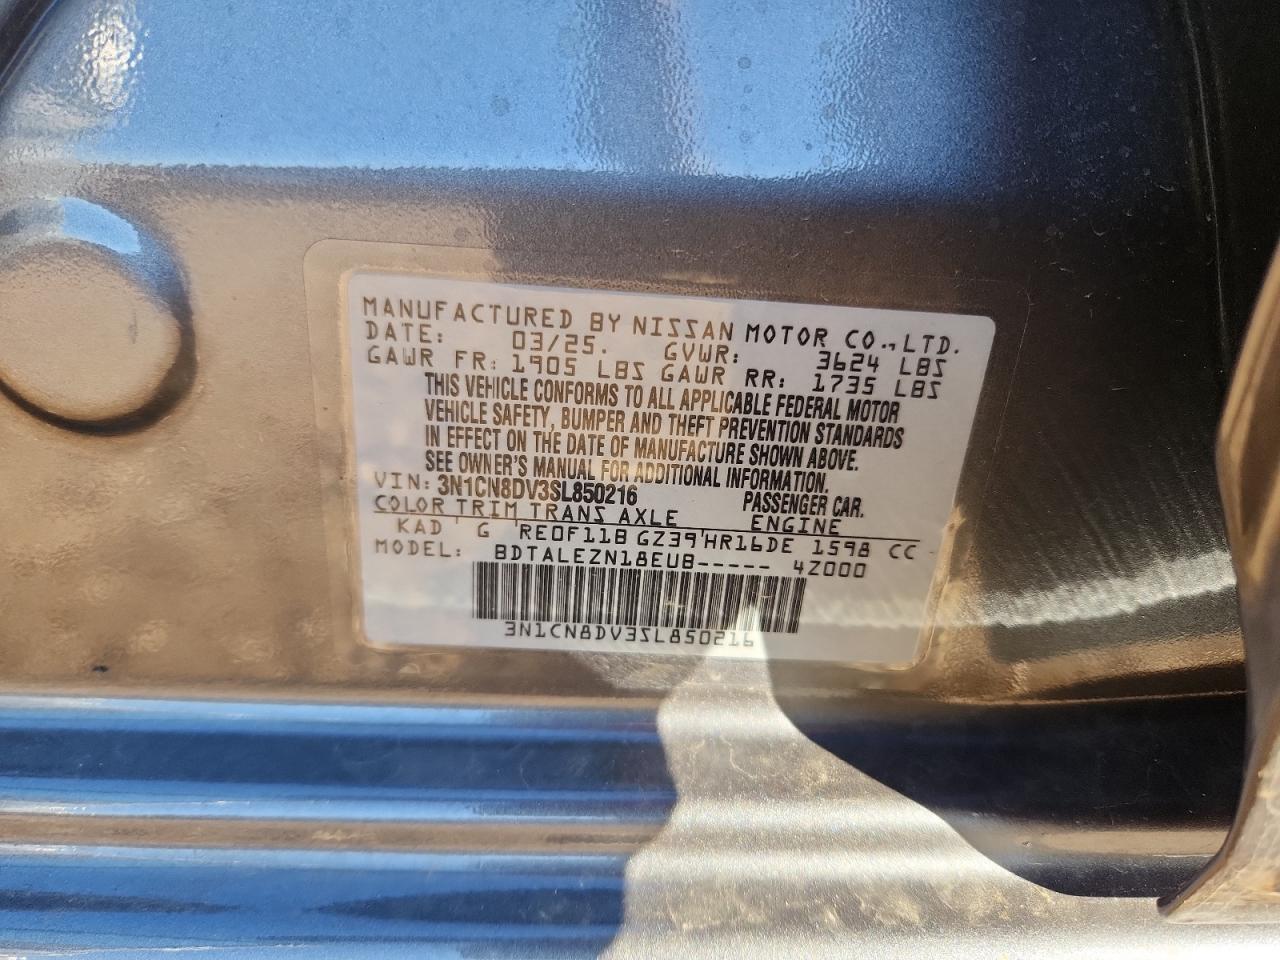 MANUFACTURED BY NISSAN MOTOR CO., LTD.
DATE: 03/25. GVWR: 3624 LBS
GAWR FR: 1905 LBS GAWR RR: 1735 LBS
THIS VEHICLE CONFORMS TO ALL APPLICABLE FEDERAL MOTOR
VEHICLE SAFETY, BUMPER AND THEFT PREVENTION STANDARDS
IN EFFECT ON THE DATE OF MANUFACTURE SHOWN ABOVE.
SEE OWNER'S MANUAL FOR ADDITIONAL INFORMATION.
VIN: 3N1CN8DV3SL850216 PASSENGER CAR.
COLOR TRIM TRANS AXLE ENGINE
KAD G RE0F11B GZ39 HR16DE 1598 CC
MODEL: BDTALEZN18EUB----- 4Z000
3N1CN8DV3SL850216